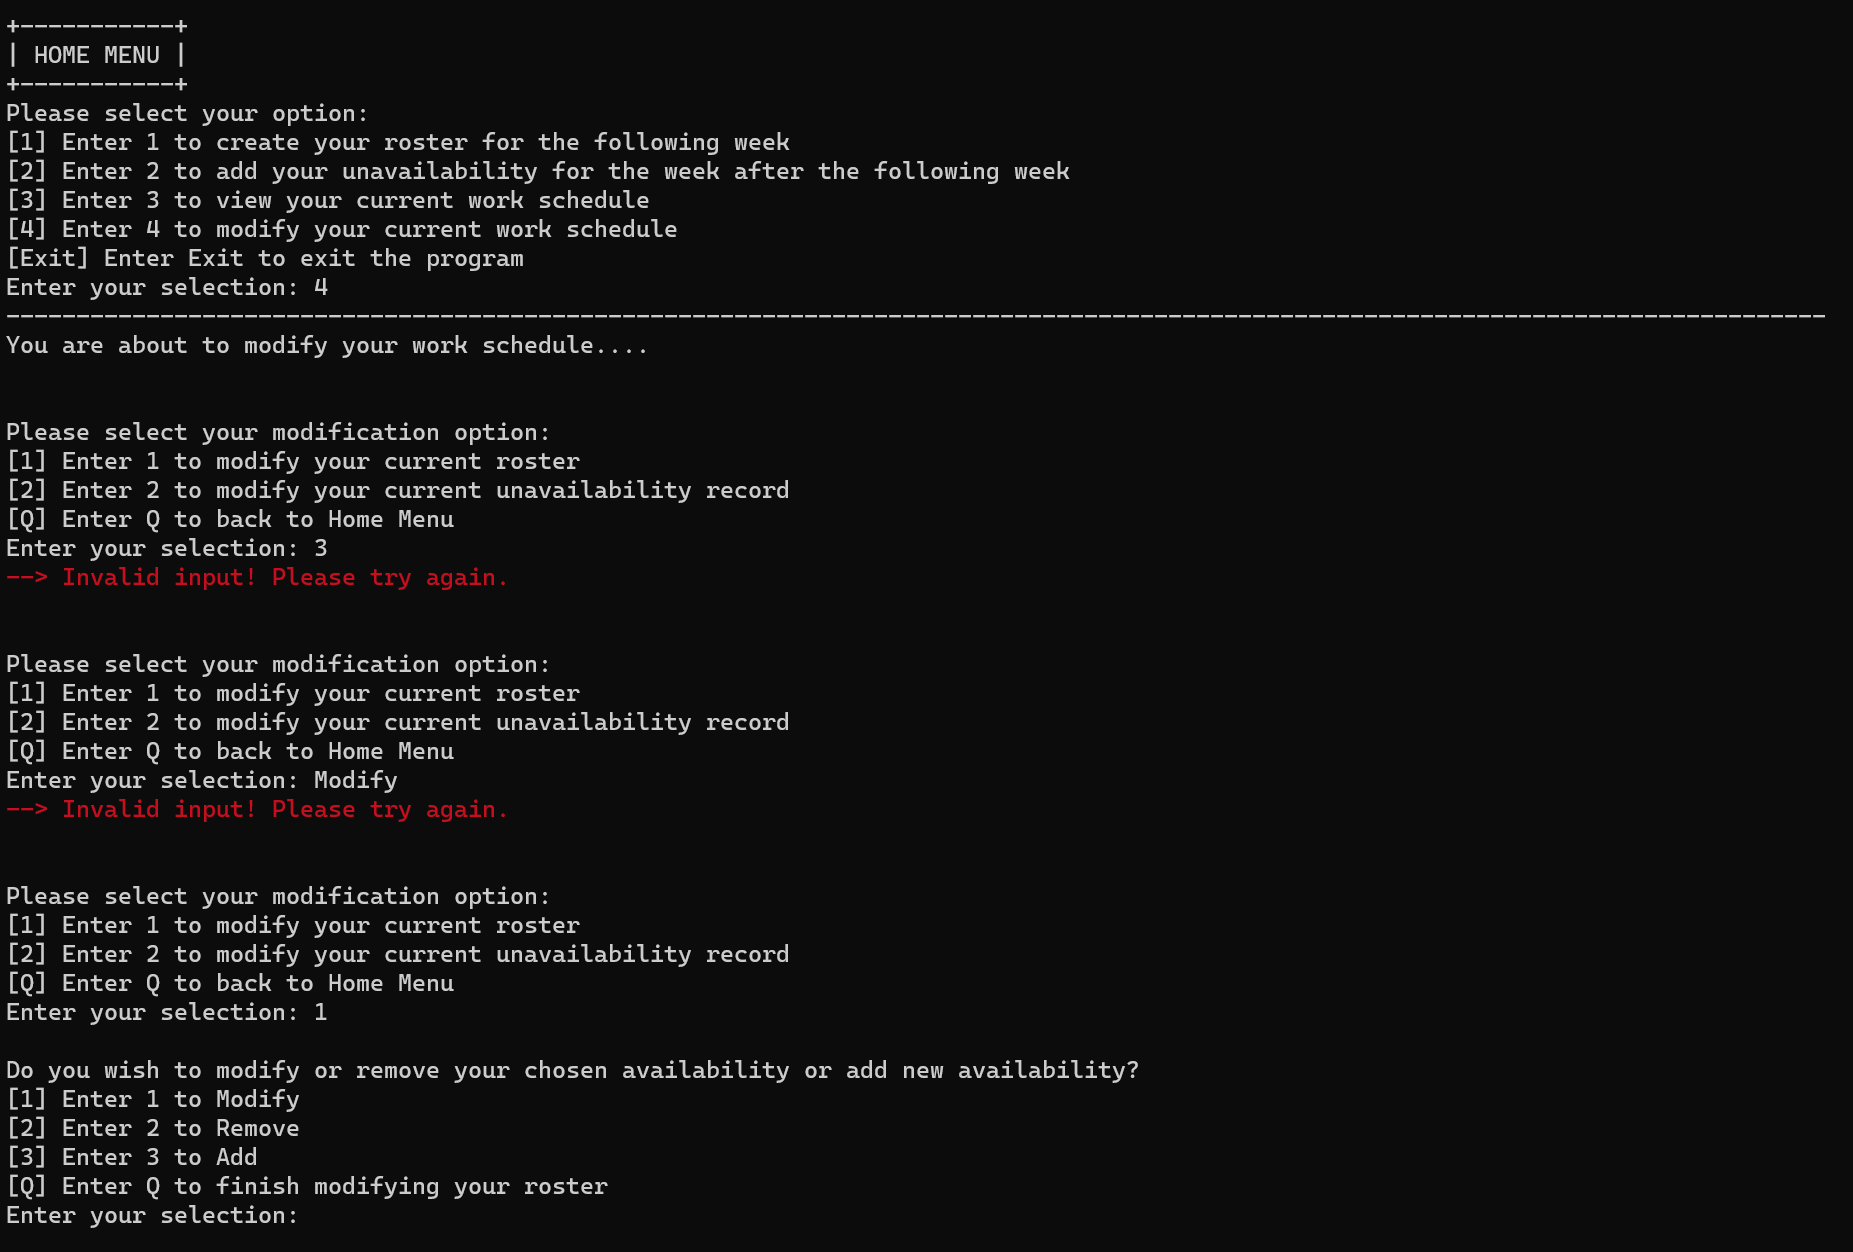 +-----------+
| HOME MENU |
+-----------+
Please select your option:
[1] Enter 1 to create your roster for the following week
[2] Enter 2 to add your unavailability for the week after the following week
[3] Enter 3 to view your current work schedule
[4] Enter 4 to modify your current work schedule
[Exit] Enter Exit to exit the program
Enter your selection: 4
----------------------------------------------------------------------------------------------------------------------------------
You are about to modify your work schedule....
Please select your modification option:
[1] Enter 1 to modify your current roster
[2] Enter 2 to modify your current unavailability record
[Q] Enter Q to back to Home Menu
Enter your selection: 3
--> Invalid input! Please try again.
Please select your modification option:
[1] Enter 1 to modify your current roster
[2] Enter 2 to modify your current unavailability record
[Q] Enter Q to back to Home Menu
Enter your selection: Modify
--> Invalid input! Please try again.
Please select your modification option:
[1] Enter 1 to modify your current roster
[2] Enter 2 to modify your current unavailability record
[Q] Enter Q to back to Home Menu
Enter your selection: 1
Do you wish to modify or remove your chosen availability or add new availability?
[1] Enter 1 to Modify
[2] Enter 2 to Remove
[3] Enter 3 to Add
[Q] Enter Q to finish modifying your roster
Enter your selection: